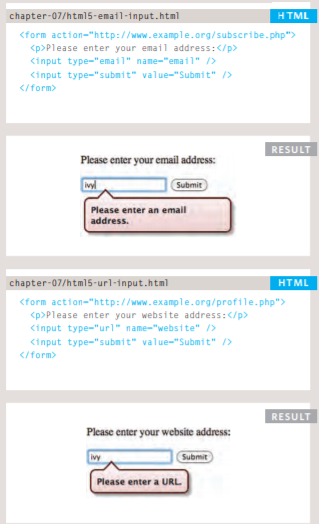 chapter-07/html5-email-input.html HTML
<form action="http://www.example.org/subscribe.php">
<p>Please enter your email address:</p>
<input type="email" name="email" />
<input type="submit" value="Submit" />
</form>
RESULT
Please enter your email address:
ivy Submit
Please enter an email
address.
chapter-07/html5-url-input.html HTML
<form action="http://www.example.org/profile.php">
<p>Please enter your website address:</p>
<input type="url" name="website" />
<input type="submit" value="Submit" />
</form>
RESULT
Please enter your website address:
ivy Submit
Please enter a URL.